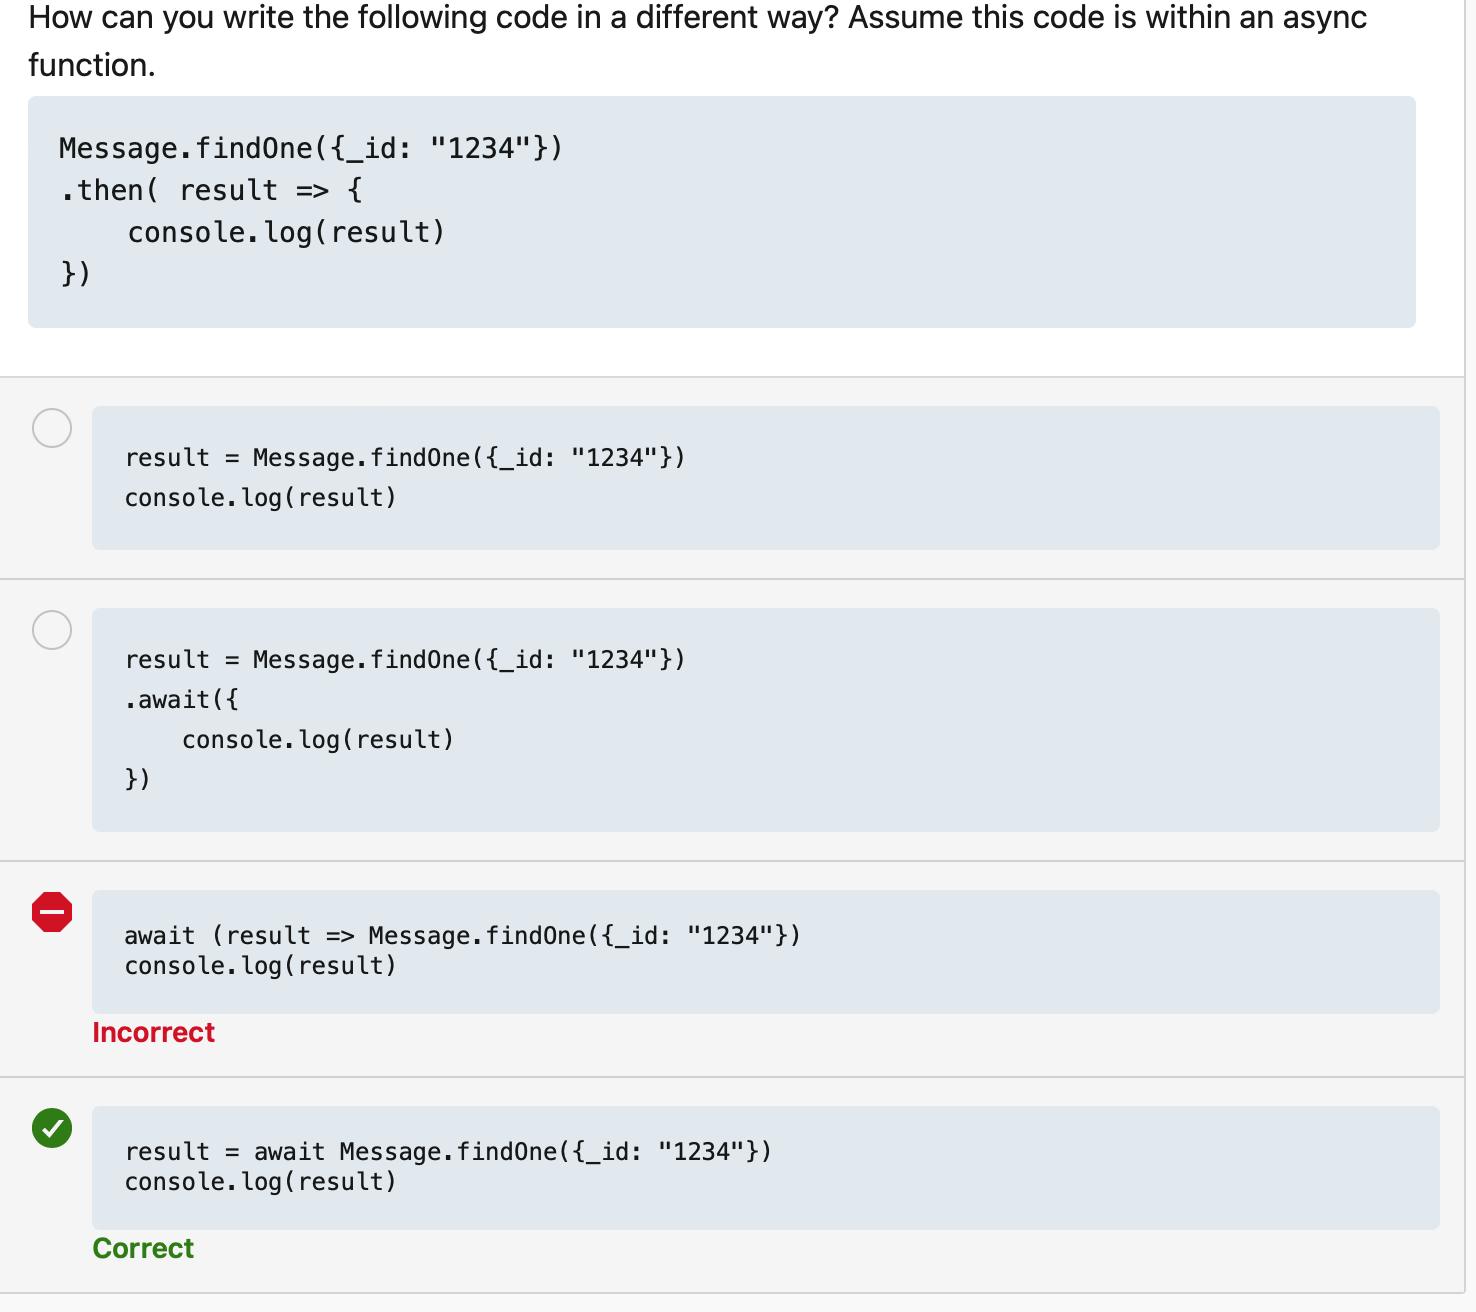 How can you write the following code in a different way? Assume this code is within an async
function.
Message.findOne({_id: "1234"})
.then( result => {
    console.log(result)
})
result = Message.findOne({_id: "1234"})
console.log(result)
result = Message.findOne({_id: "1234"})
.await({
    console.log(result)
})
await (result => Message.findOne({_id: "1234"})
console.log(result)
Incorrect
result = await Message.findOne({_id: "1234"})
console.log(result)
Correct